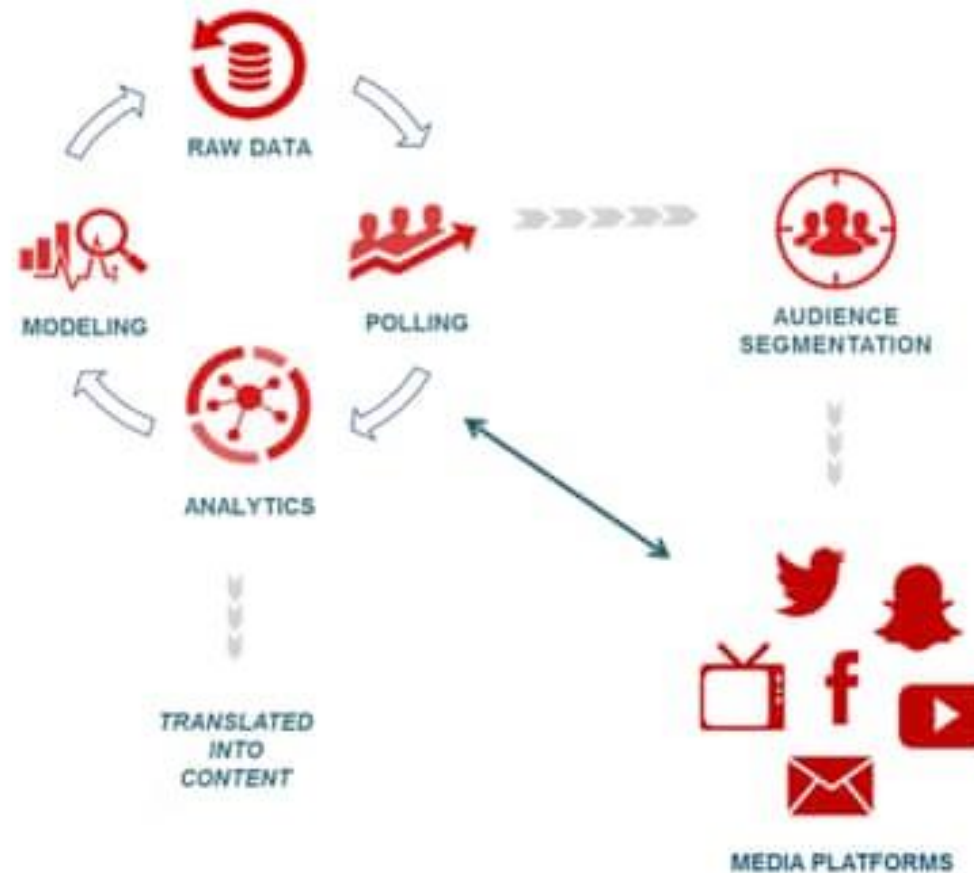 RAW DATA
MODELING
POLLING
AUDIENCE
SEGMENTATION
ANALYTICS
TRANSLATED
INTO
CONTENT
MEDIA PLATFORMS